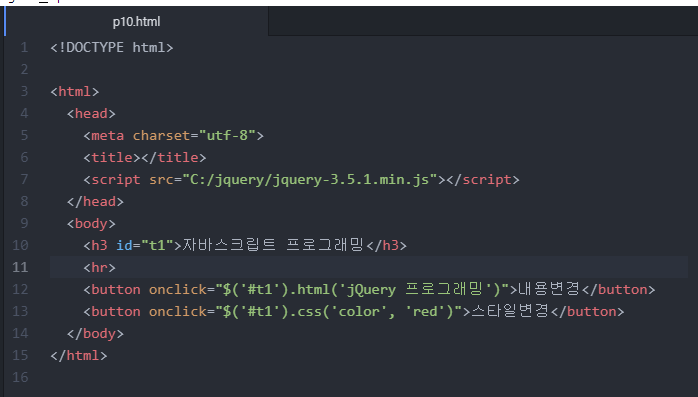 p10.html
1 <!DOCTYPE html>
2
3 <html>
4 <head>
5 <meta charset="utf-8">
6 <title></title>
7 <script src="C:/jquery/jquery-3.5.1.min.js"></script>
8 </head>
9 <body>
10 <h3 id="t1">자바스크립트 프로그래밍</h3>
11 <hr>
12 <button onclick="$('#t1').html('jQuery 프로그래밍')">내용변경</button>
13 <button onclick="$('#t1').css('color', 'red')">스타일변경</button>
14 </body>
15 </html>
16